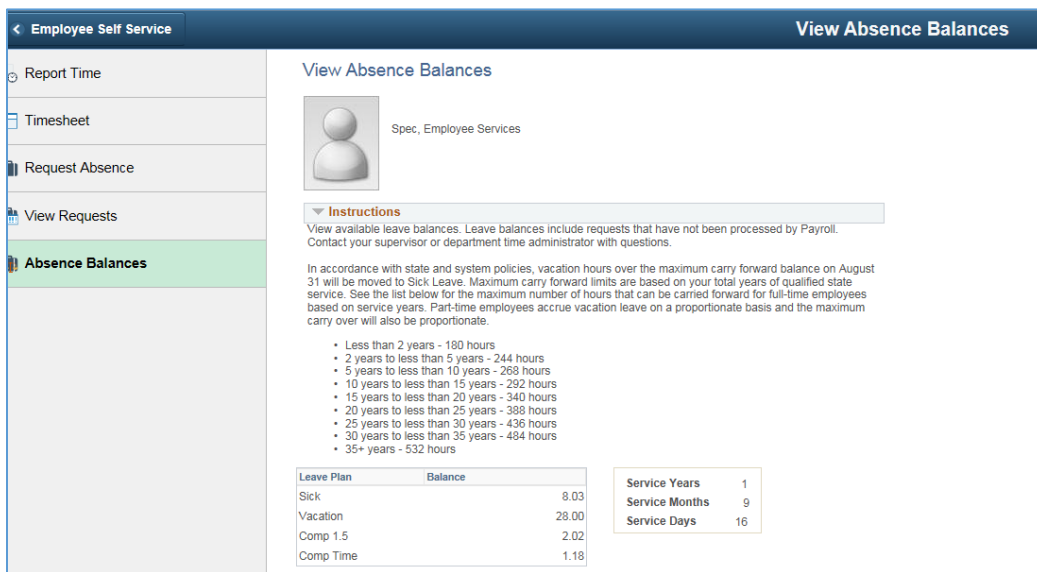 Employee Self Service
View Absence Balances
Report Time
Timesheet
Request Absence
View Requests
Absence Balances
View Absence Balances
Spec, Employee Services
Instructions
View available leave balances. Leave balances include requests that have not been processed by Payroll.
Contact your supervisor or department time administrator with questions.
In accordance with state and system policies, vacation hours over the maximum carry forward balance on August
31 will be moved to Sick Leave. Maximum carry forward limits are based on your total years of qualified state
service. See the list below for the maximum number of hours that can be carried forward for full-time employees
based on service years. Part-time employees accrue vacation leave on a proportionate basis and the maximum
carry over will also be proportionate.
• Less than 2 years - 180 hours
• 2 years to less than 5 years - 244 hours
• 5 years to less than 10 years - 268 hours
• 10 years to less than 15 years - 292 hours
• 15 years to less than 20 years - 340 hours
• 20 years to less than 25 years - 388 hours
• 25 years to less than 30 years - 436 hours
• 30 years to less than 35 years - 484 hours
• 35+ years - 532 hours
Leave Plan Balance
Sick 8.03
Vacation 28.00
Comp 1.5 2.02
Comp Time 1.18
Service Years 1
Service Months 9
Service Days 16